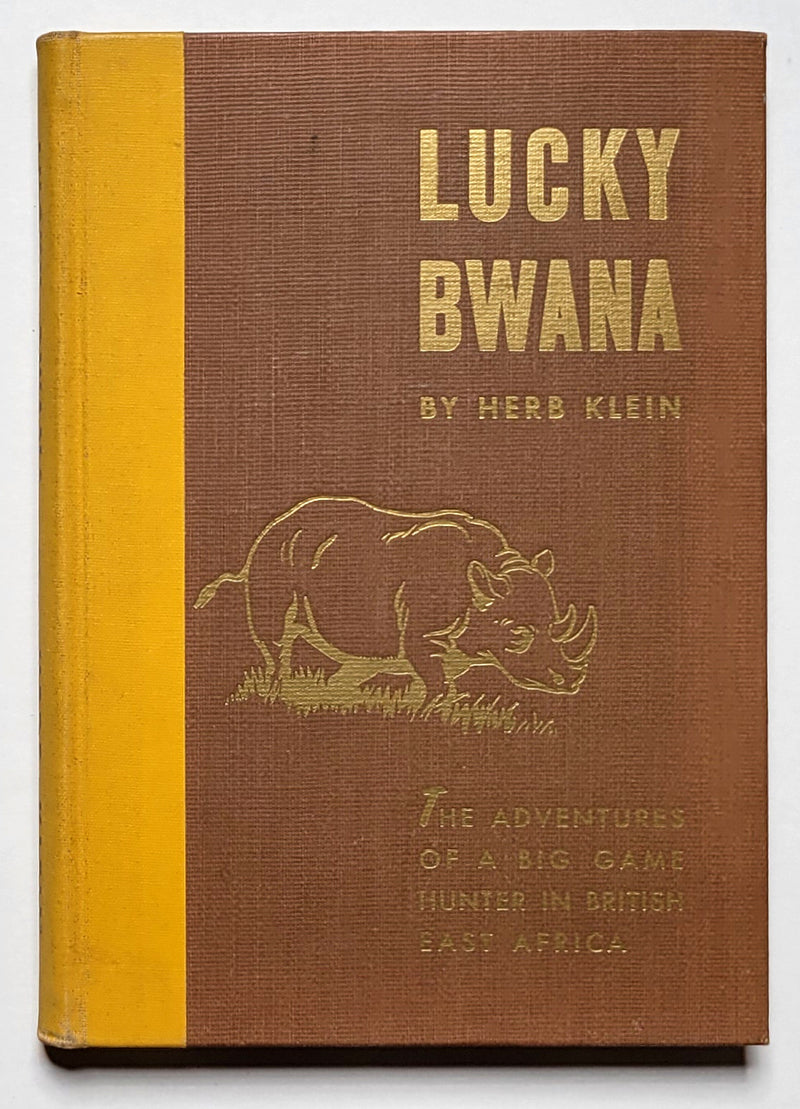 LUCKY
BWANA
BY HERB KLEIN
THE ADVENTURES
OF A BIG GAME
HUNTER IN BRITISH
EAST AFRICA